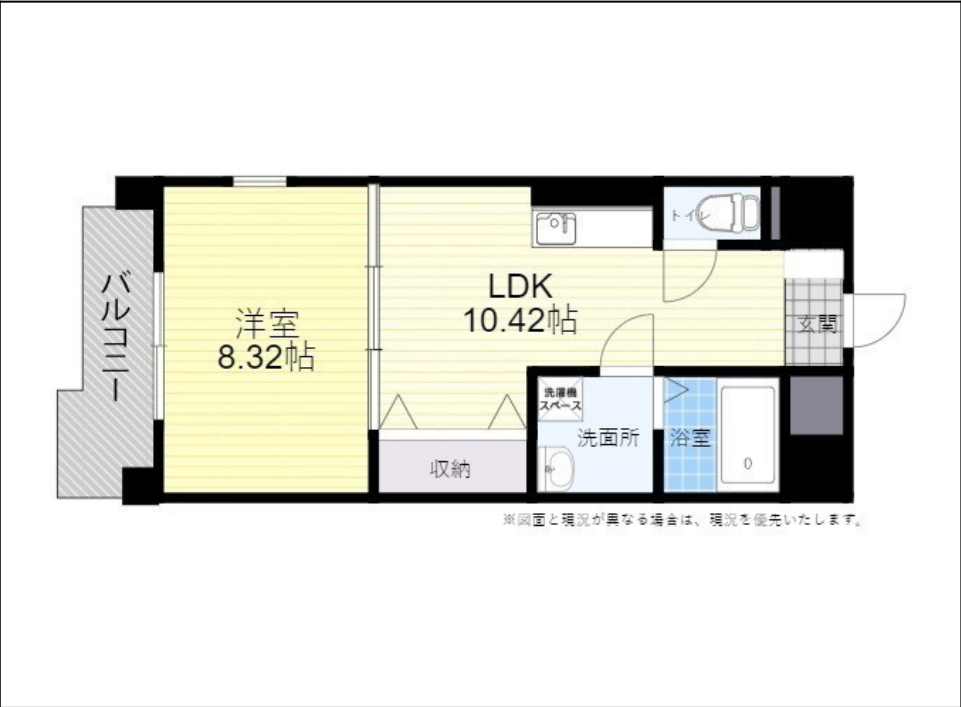 トイレ
LDK
10.42帖
玄関
バルコニー
洋室
8.32帖
洗濯機
スペース
洗面所
浴室
収納
※図面と現況が異なる場合は、現況を優先いたします。